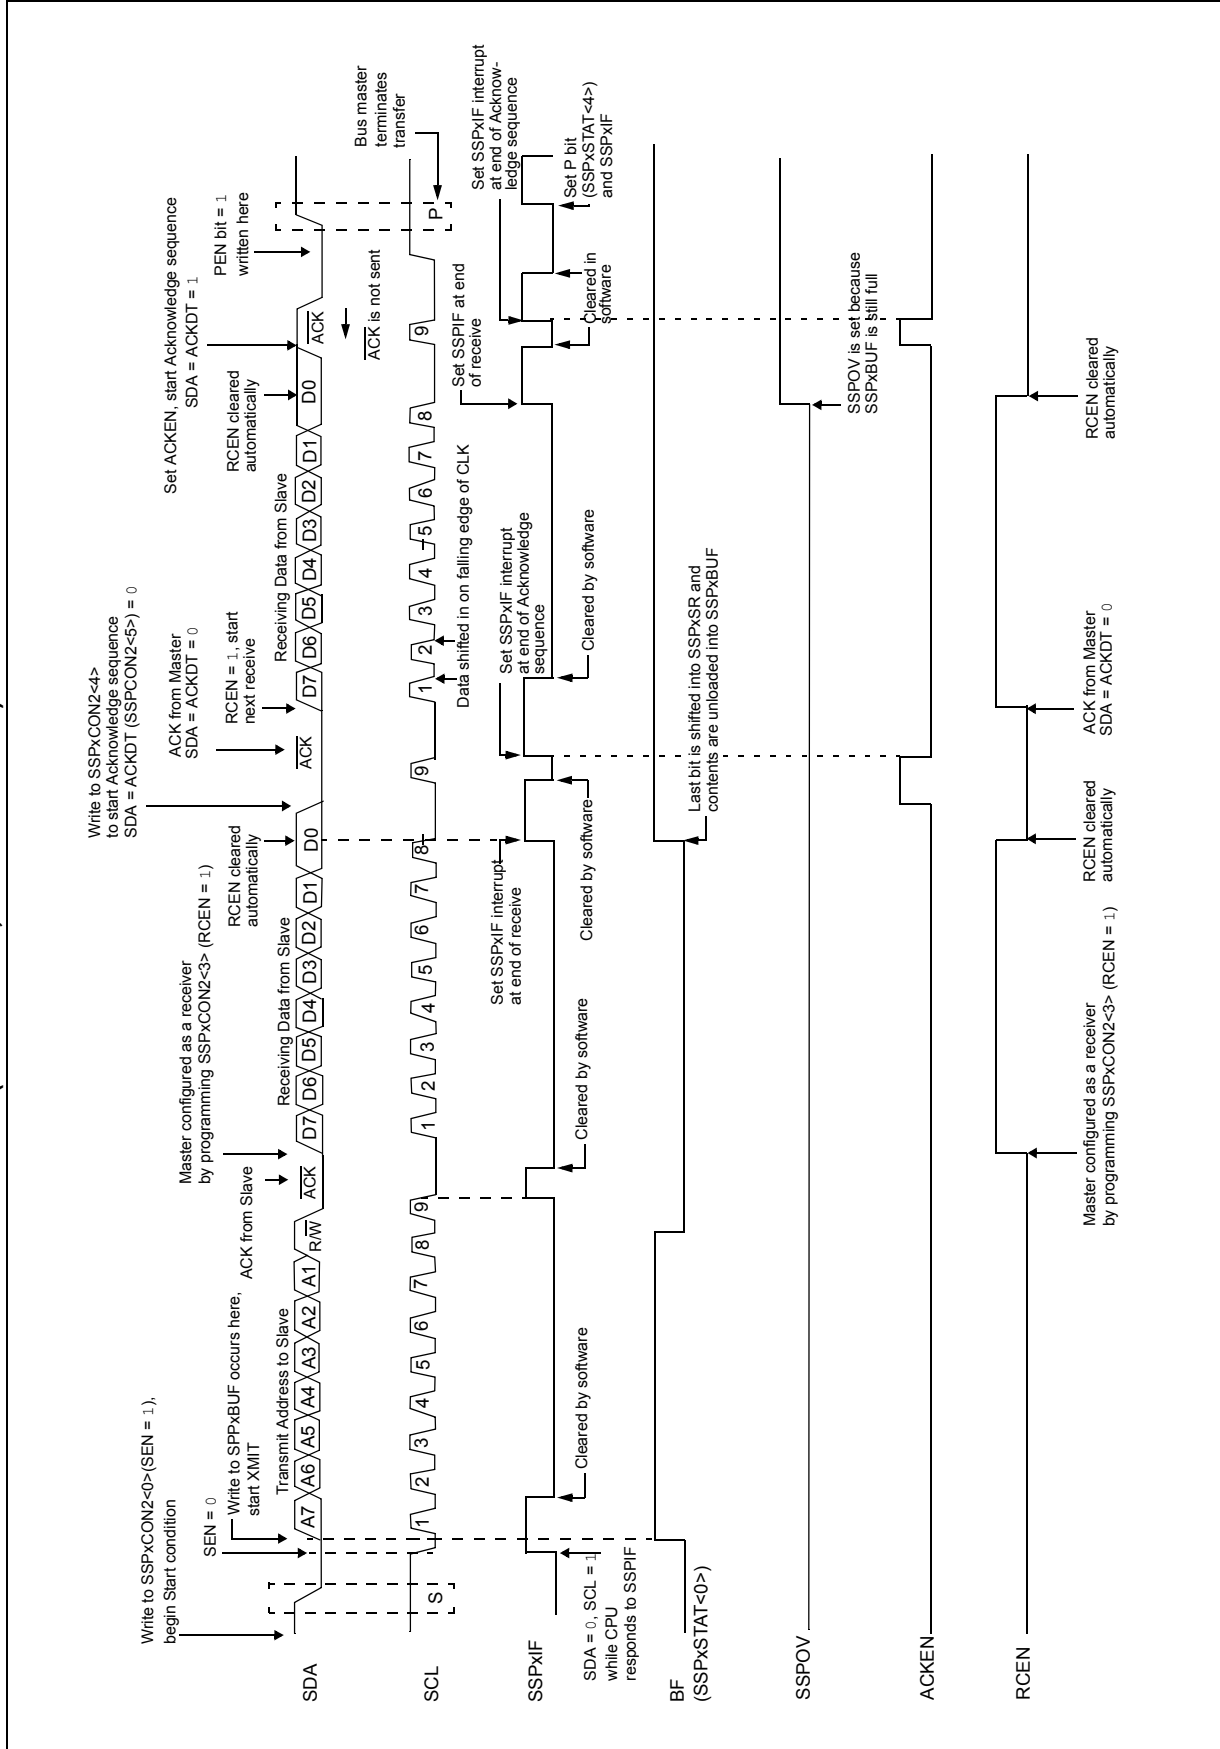 Write to SSPxCON2<0>(SEN = 1),
begin Start condition
SEN = 0
Write to SPPxBUF occurs here,
start XMIT
ACK from Slave
Master configured as a receiver
by programming SSPxCON2<3> (RCEN = 1)
RCEN cleared
automatically
Write to SSPxCON2<4>
to start Acknowledge sequence
SDA = ACKDT (SSPCON2<5>) = 0
ACK from Master
SDA = ACKDT = 0
RCEN = 1, start
next receive
RCEN cleared
automatically
Set ACKEN, start Acknowledge sequence
SDA = ACKDT = 1
PEN bit = 1
written here
Transmit Address to Slave
Receiving Data from Slave
Receiving Data from Slave
SDA
A7 A6 A5 A4 A3 A2 A1 R/W ACK D7 D6 D5 D4 D3 D2 D1 D0 ACK D7 D6 D5 D4 D3 D2 D1 D0 ACK
ACK is not sent
Bus master
terminates
transfer
SCL
S 1 2 3 4 5 6 7 8 9 1 2 3 4 5 6 7 8 9 1 2 3 4 5 6 7 8 9 P
Data shifted in on falling edge of CLK
Set SSPxIF interrupt
at end of receive
Set SSPxIF interrupt
at end of Acknowledge
sequence
Set SSPIF at end
of receive
Set SSPxIF interrupt
at end of Acknow-
ledge sequence
SSPxIF
SDA = 0, SCL = 1
while CPU
responds to SSPIF
Cleared by software
Cleared by software
Cleared by software
Cleared by software
Cleared in
software
Set P bit
(SSPxSTAT<4>)
and SSPxIF
BF
(SSPxSTAT<0>)
Last bit is shifted into SSPxSR and
contents are unloaded into SSPxBUF
SSPOV
SSPOV is set because
SSPxBUF is still full
ACKEN
RCEN
Master configured as a receiver
by programming SSPxCON2<3> (RCEN = 1)
RCEN cleared
automatically
ACK from Master
SDA = ACKDT = 0
RCEN cleared
automatically